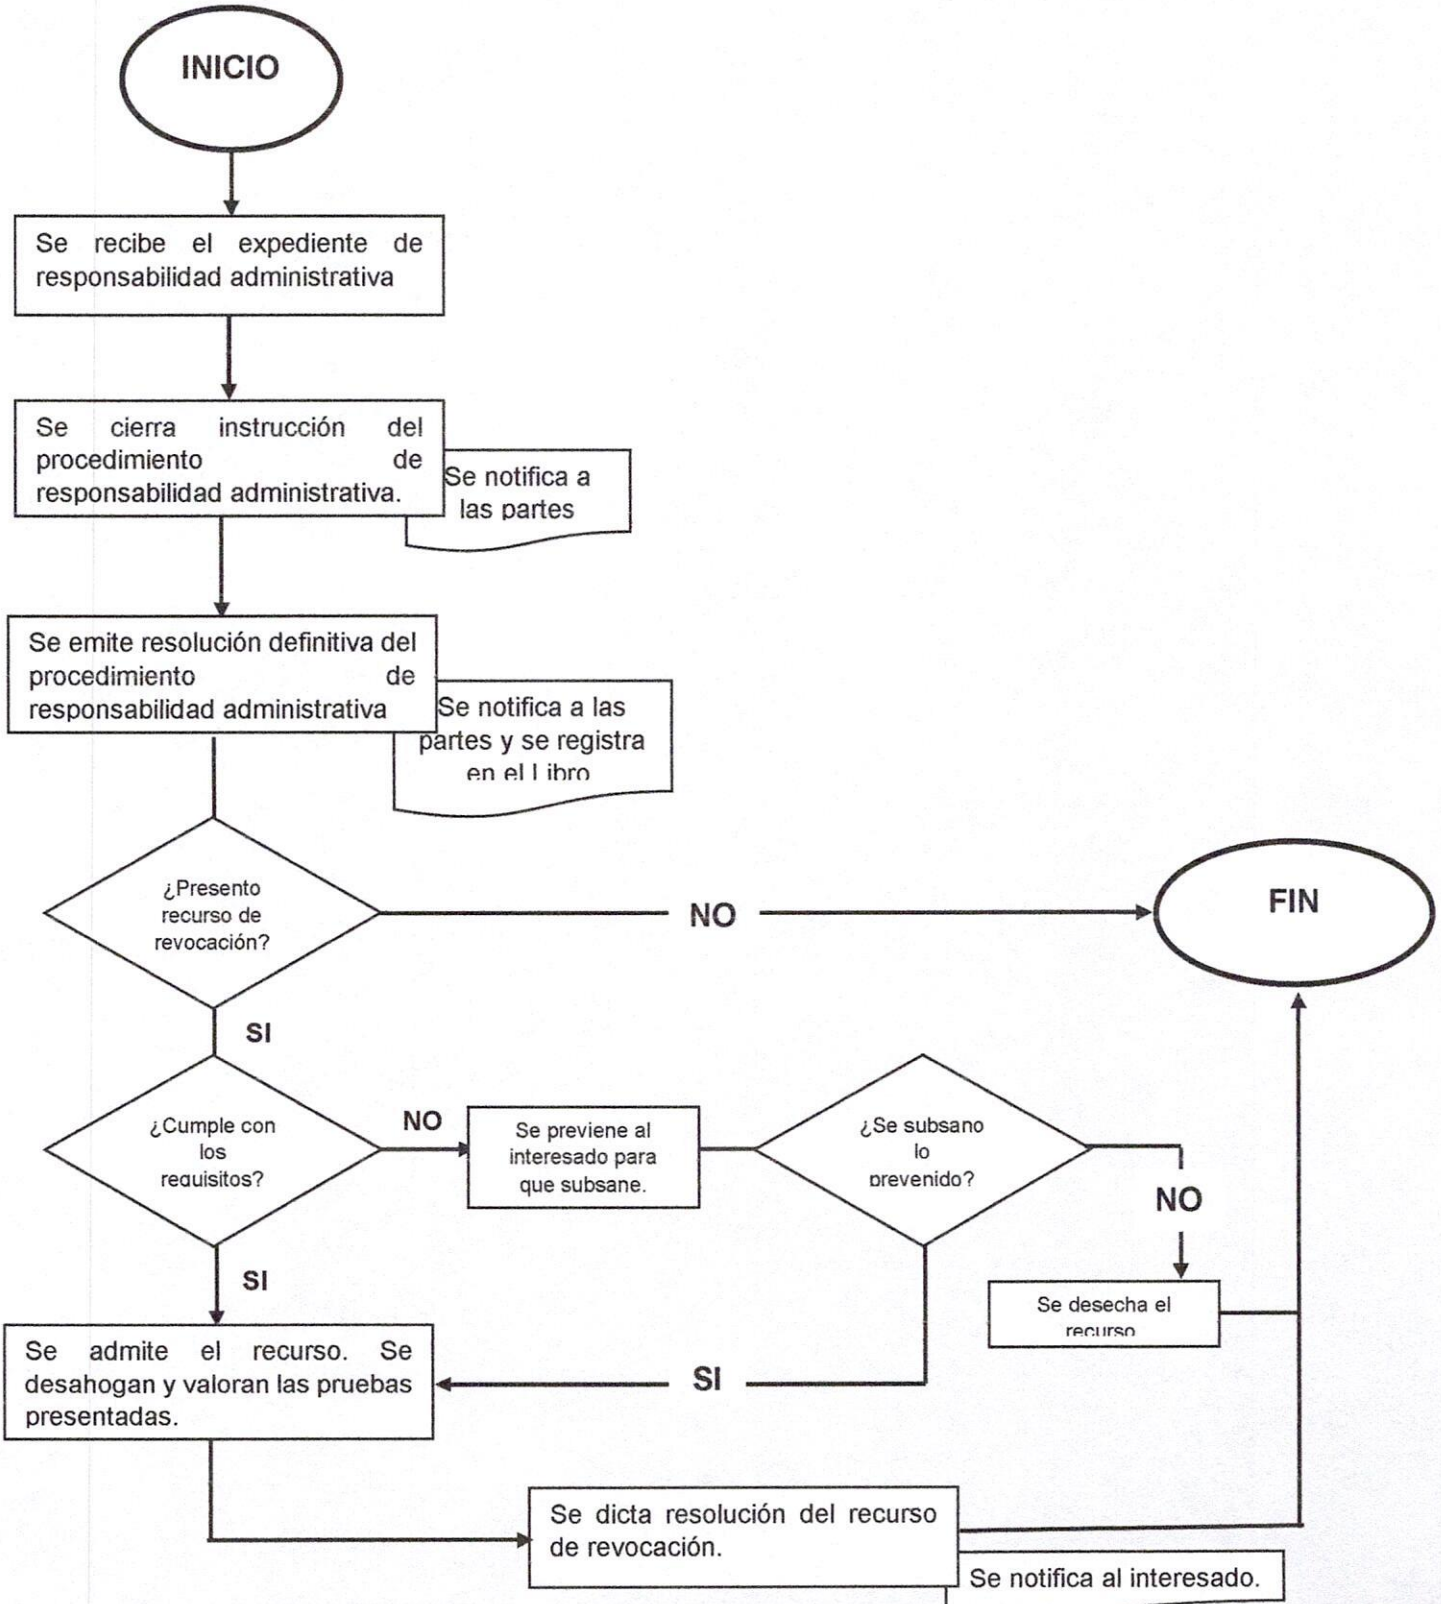 INICIO
Se recibe el expediente de
responsabilidad administrativa
Se cierra instrucción del
procedimiento de
responsabilidad administrativa.
Se notifica a
las partes
Se emite resolución definitiva del
procedimiento de
responsabilidad administrativa
Se notifica a las
partes y se registra
en el Libro
¿Presento
recurso de
revocación?
NO
FIN
SI
¿Cumple con
los
requisitos?
NO
Se previene al
interesado para
que subsane.
¿Se subsano
lo
prevenido?
NO
SI
Se desecha el
recurso
Se admite el recurso. Se
desahogan y valoran las pruebas
presentadas.
SI
Se dicta resolución del recurso
de revocación.
Se notifica al interesado.